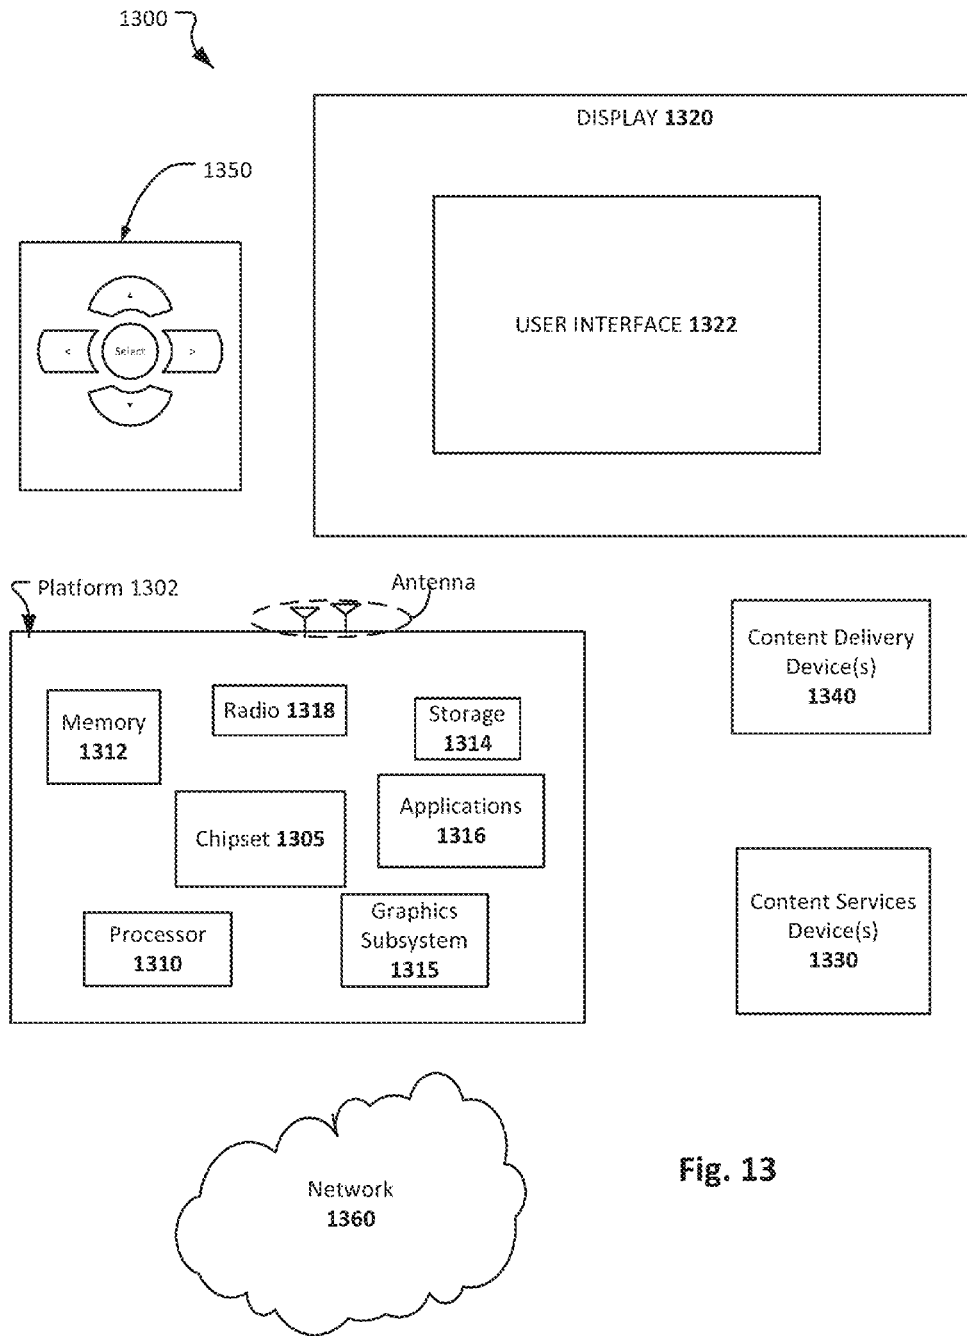 1300
DISPLAY 1320
1350
USER INTERFACE 1322
Select
<
>
Platform 1302
Antenna
Content Delivery
Device(s)
1340
Memory
1312
Radio 1318
Storage
1314
Applications
1316
Chipset 1305
Graphics
Subsystem
1315
Processor
1310
Content Services
Device(s)
1330
Network
1360
Fig. 13